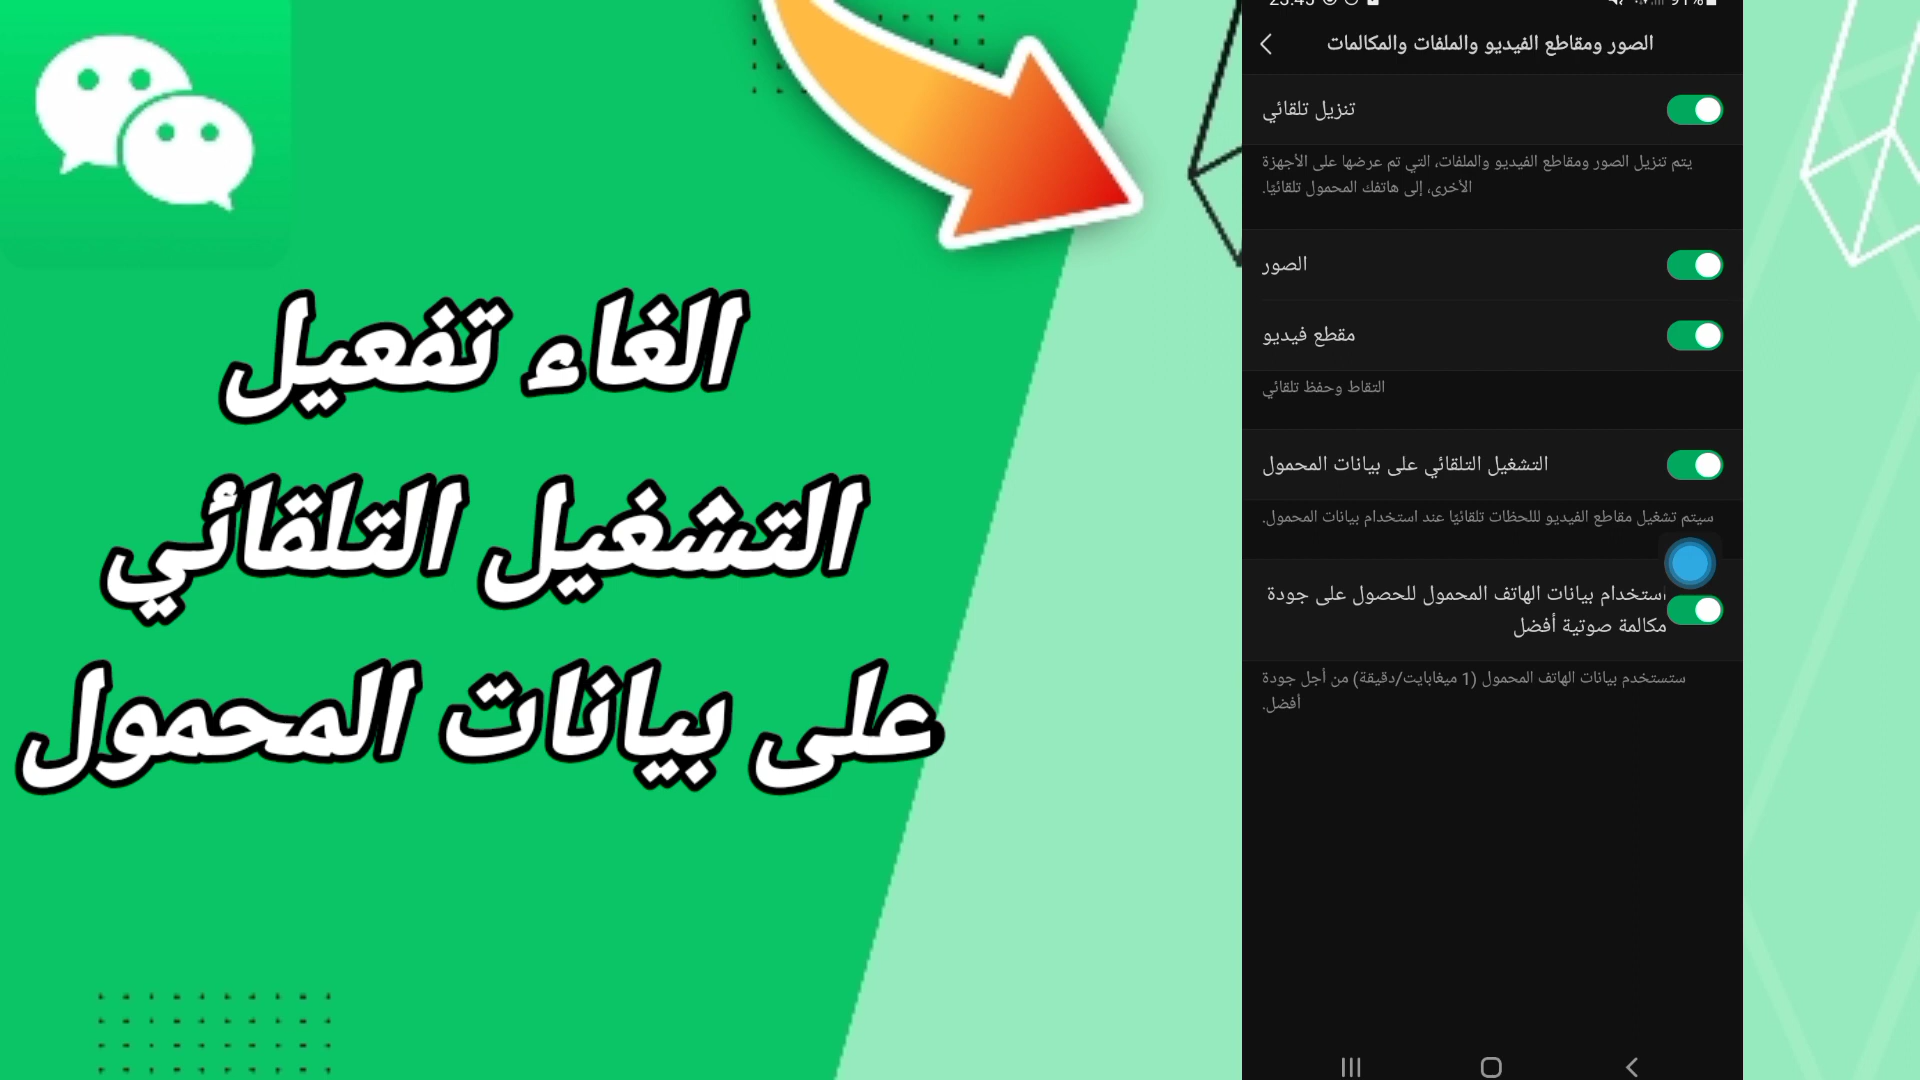 الغاء تفعيل
التشغيل التلقائي
على بيانات المحمول
الصور ومقاطع الفيديو والملفات والمكالمات
تنزيل تلقائي
يتم تنزيل الصور ومقاطع الفيديو والملفات، التي تم عرضها على الأجهزة
الأخرى، إلى هاتفك المحمول تلقائيًا.
الصور
مقطع فيديو
التقاط وحفظ تلقائي
التشغيل التلقائي على بيانات المحمول
سيتم تشغيل مقاطع الفيديو لللحظات تلقائيًا عند استخدام بيانات المحمول.
استخدام بيانات الهاتف المحمول للحصول على جودة
مكالمة صوتية أفضل
ستستخدم بيانات الهاتف المحمول (1 ميغابايت/دقيقة) من أجل جودة
أفضل.